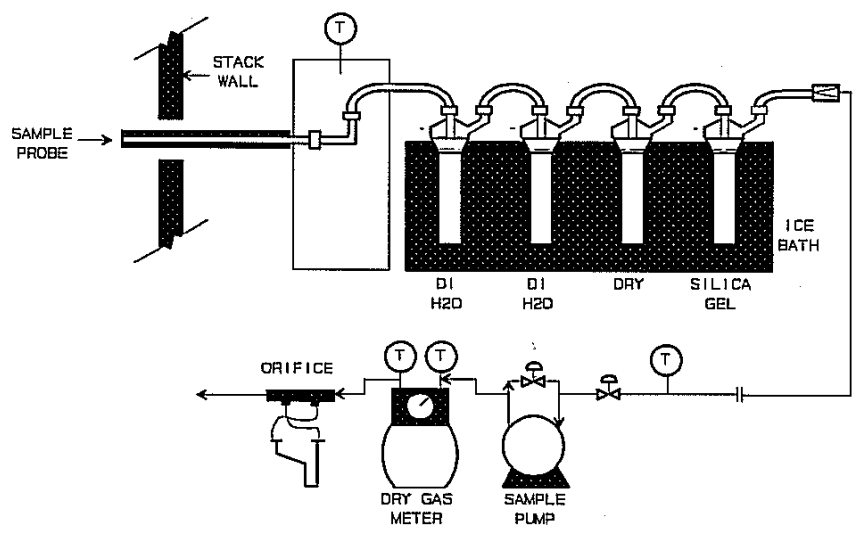 T
STACK
WALL
SAMPLE
PROBE
ICE
BATH
DI
H2O
DI
H2O
DRY
SILICA
GEL
T
T
T
ORIFICE
DRY GAS
METER
SAMPLE
PUMP